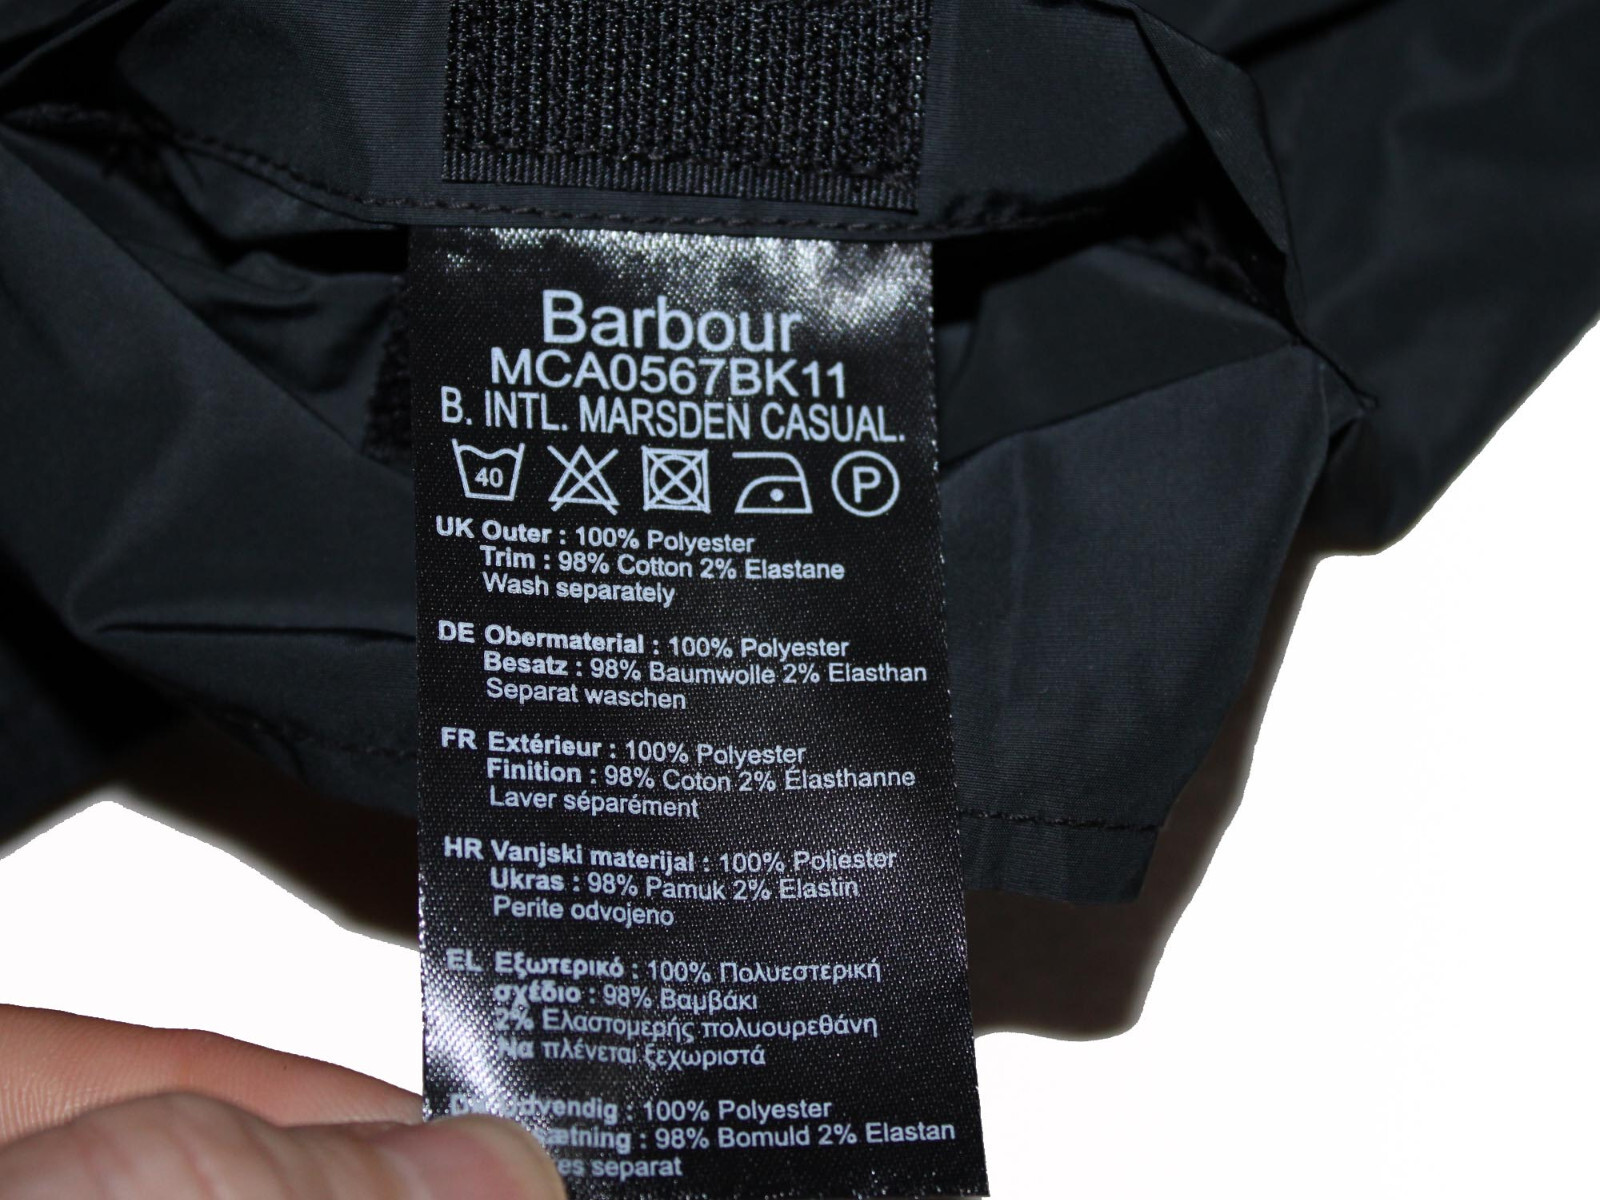 Barbour
MCA0567BK11
B. INTL. MARSDEN CASUAL.
40 P
UK Outer : 100% Polyester
Trim : 98% Cotton 2% Elastane
Wash separately
DE Obermaterial : 100% Polyester
Besatz : 98% Baumwolle 2% Elasthan
Separat waschen
FR Extérieur : 100% Polyester
Finition : 98% Coton 2% Élasthanne
Laver séparément
HR Vanjski materijal : 100% Poliester
Ukras : 98% Pamuk 2% Elastin
Perite odvojeno
EL Εξωτερικό : 100% Πολυεστερική
σχέδιο : 98% Βαμβάκι
2% Ελαστομερής πολυουρεθάνη
Να πλένεται ξεχωριστά
: 100% Polyester
: 98% Bomuld 2% Elastan
separat